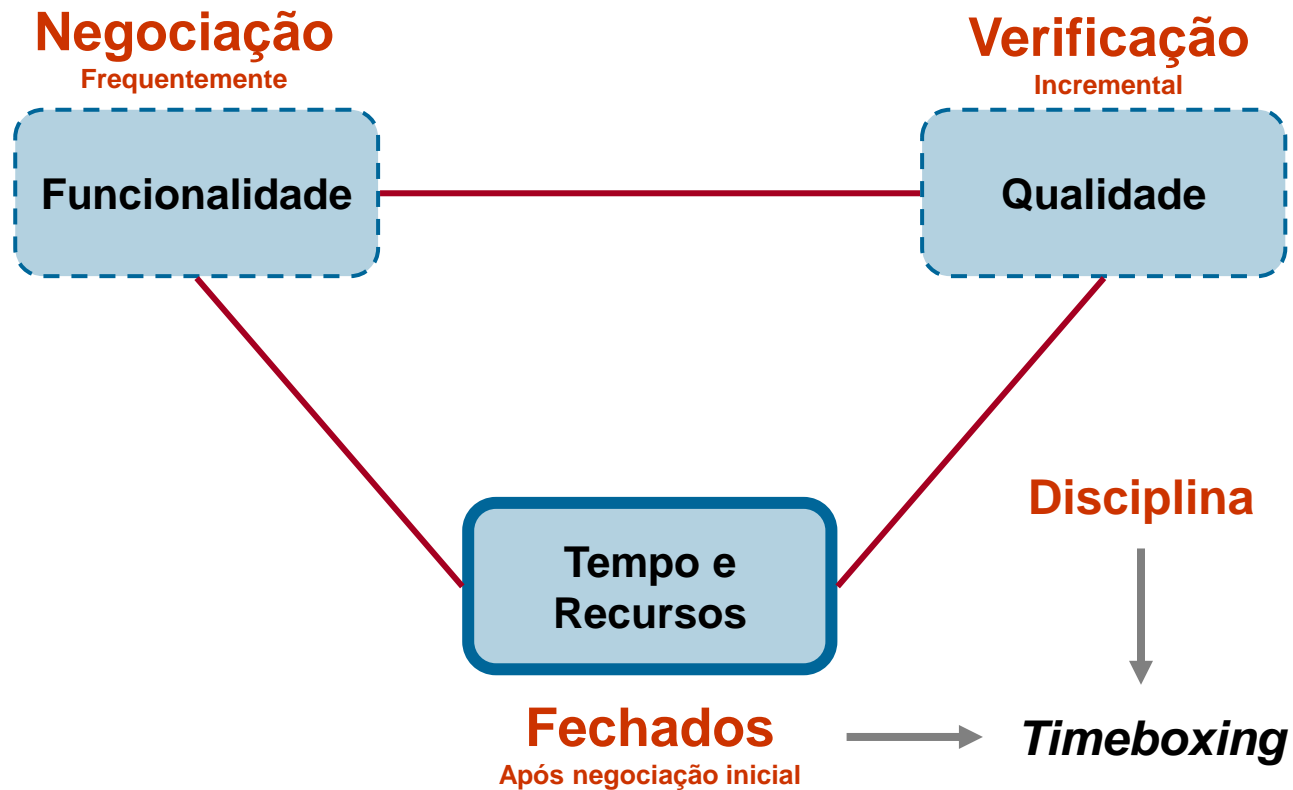 Negociação
Frequentemente
Verificação
Incremental
Funcionalidade
Qualidade
Disciplina
Tempo e
Recursos
Fechados
Após negociação inicial
Timeboxing